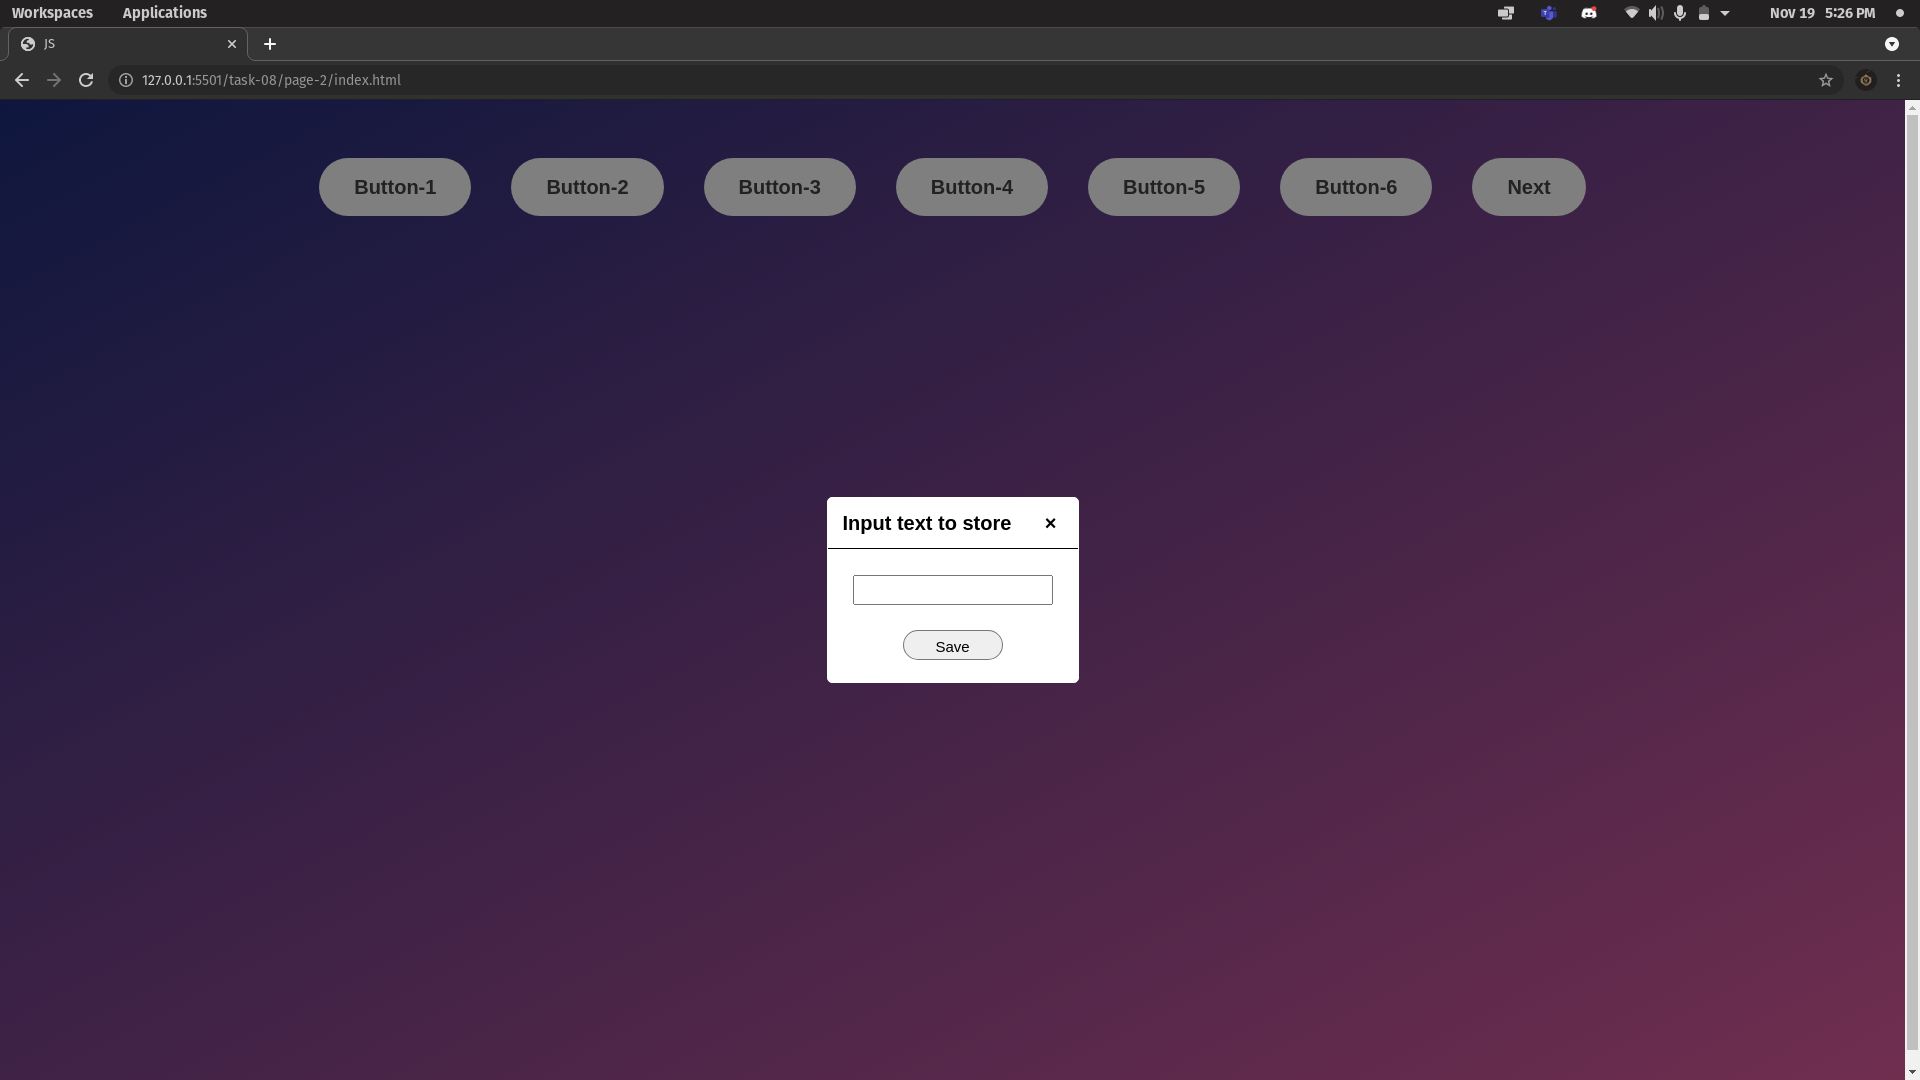 Workspaces Applications Nov 19 5:26 PM
JS
127.0.0.1:5501/task-08/page-2/index.html
Button-1 Button-2 Button-3 Button-4 Button-5 Button-6 Next
Input text to store ×
Save